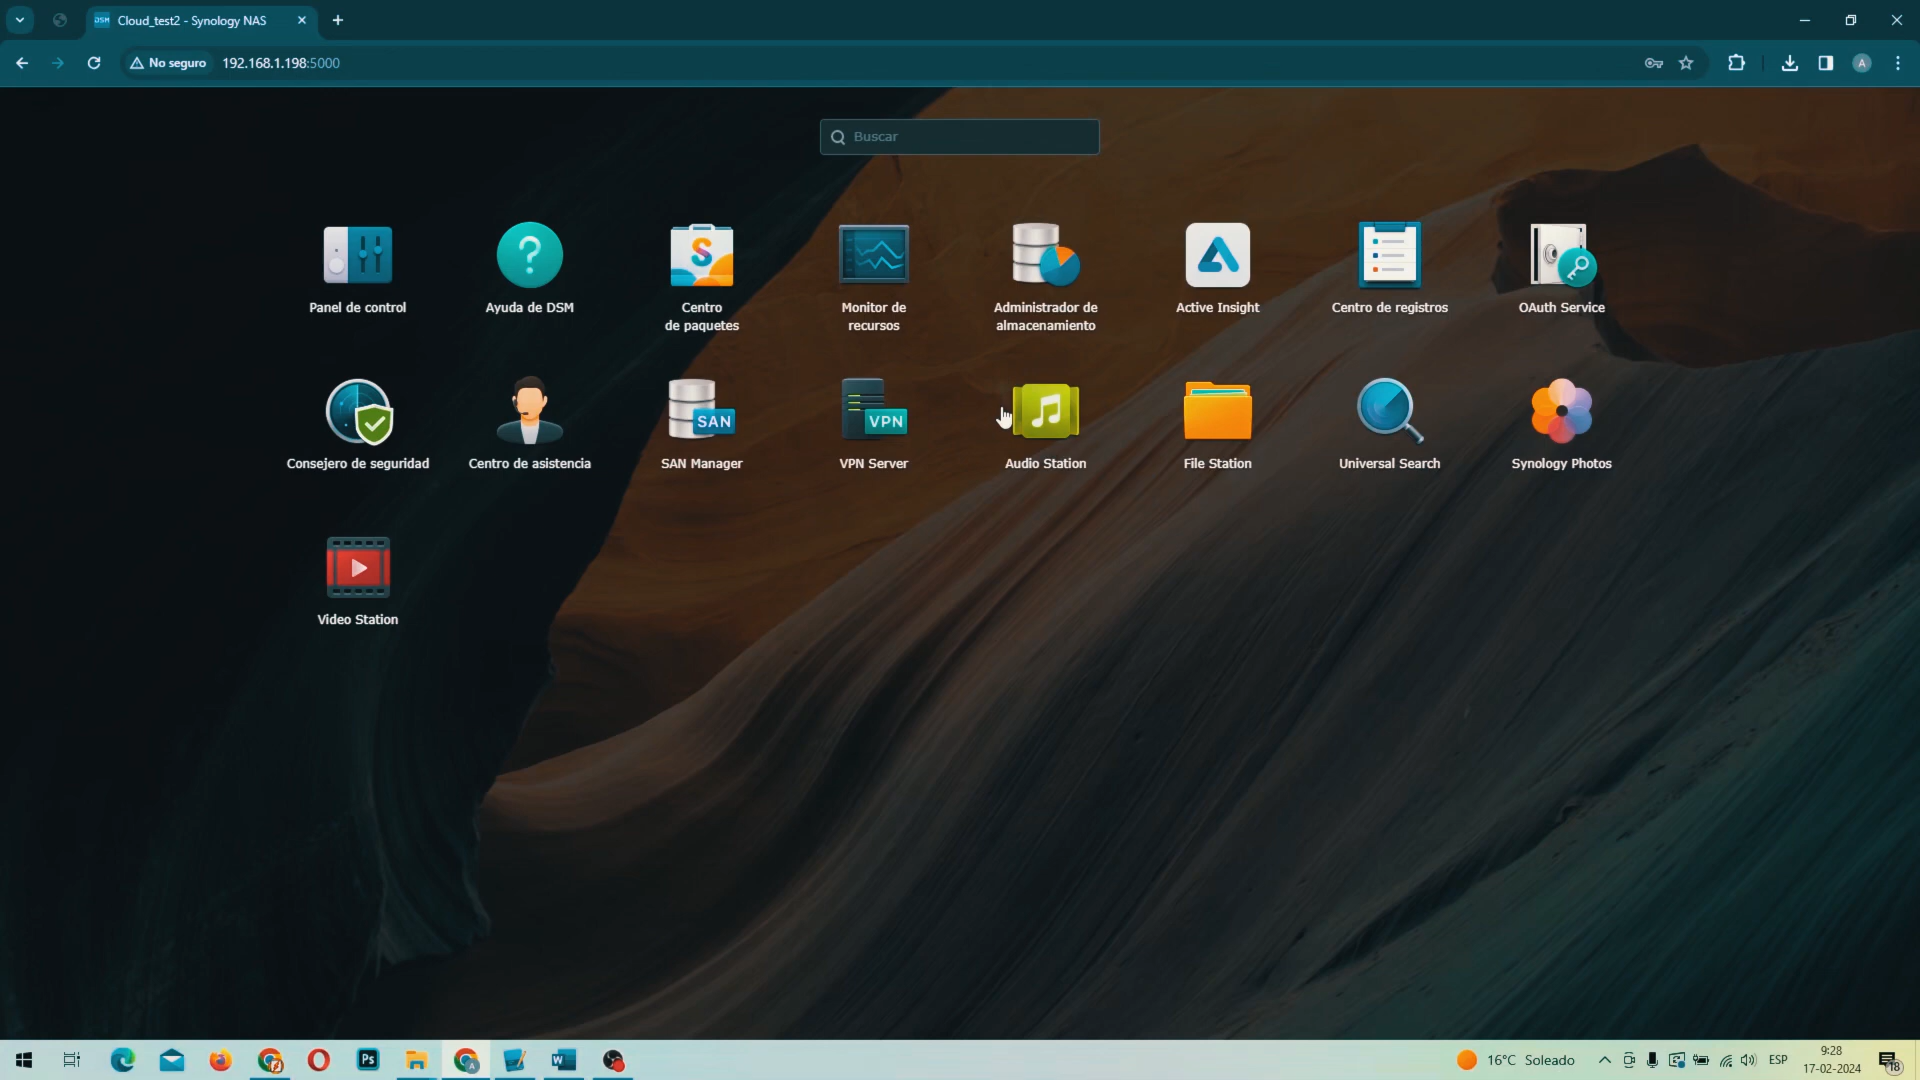 DSM Cloud_test2 - Synology NAS
No seguro 192.168.1.198:5000
A
Buscar
S
Panel de control
Ayuda de DSM
Centro
de paquetes
Monitor de
recursos
Administrador de
almacenamiento
Active Insight
Centro de registros
OAuth Service
SAN
VPN
Consejero de seguridad
Centro de asistencia
SAN Manager
VPN Server
Audio Station
File Station
Universal Search
Synology Photos
Video Station
Ps
A
W
16°C Soleado
ESP
9:28
17-02-2024
18